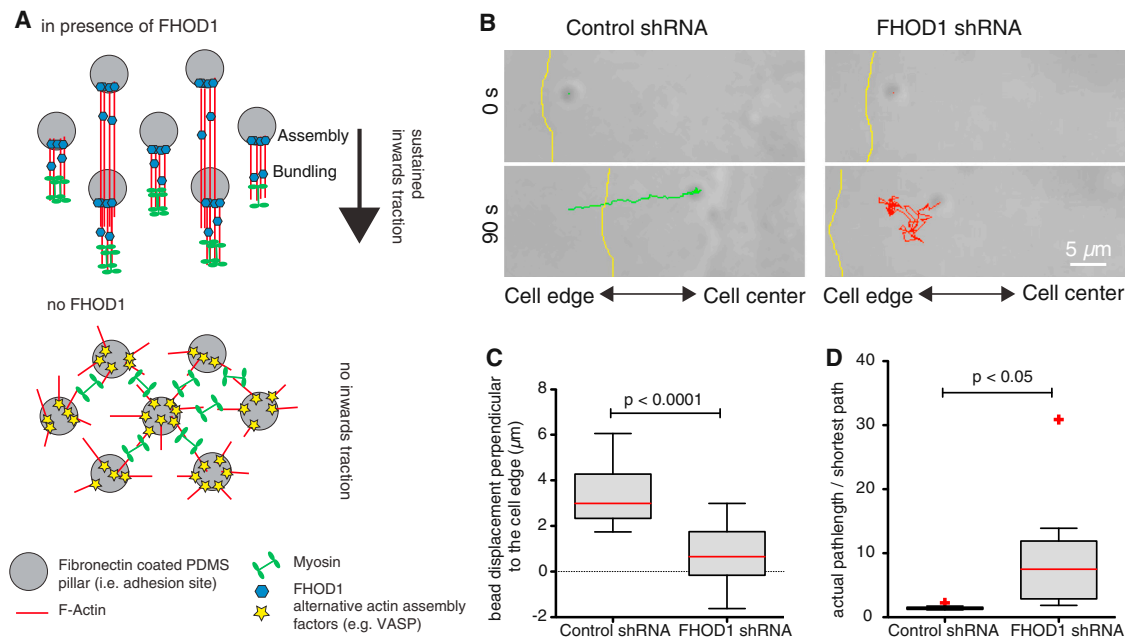 A
in presence of FHOD1
Assembly
Bundling
sustained
inwards traction
no FHOD1
no inwards traction
Fibronectin coated PDMS
pillar (i.e. adhesion site)
F-Actin
Myosin
FHOD1
alternative actin assembly
factors (e.g. VASP)
B
Control shRNA
FHOD1 shRNA
0 s
90 s
5 µm
Cell edge
Cell center
Cell edge
Cell center
C
bead displacement perpendicular
to the cell edge (µm)
8
6
4
2
0
-2
p < 0.0001
Control shRNA
FHOD1 shRNA
D
actual pathlength / shortest path
40
30
20
10
0
p < 0.05
Control shRNA
FHOD1 shRNA